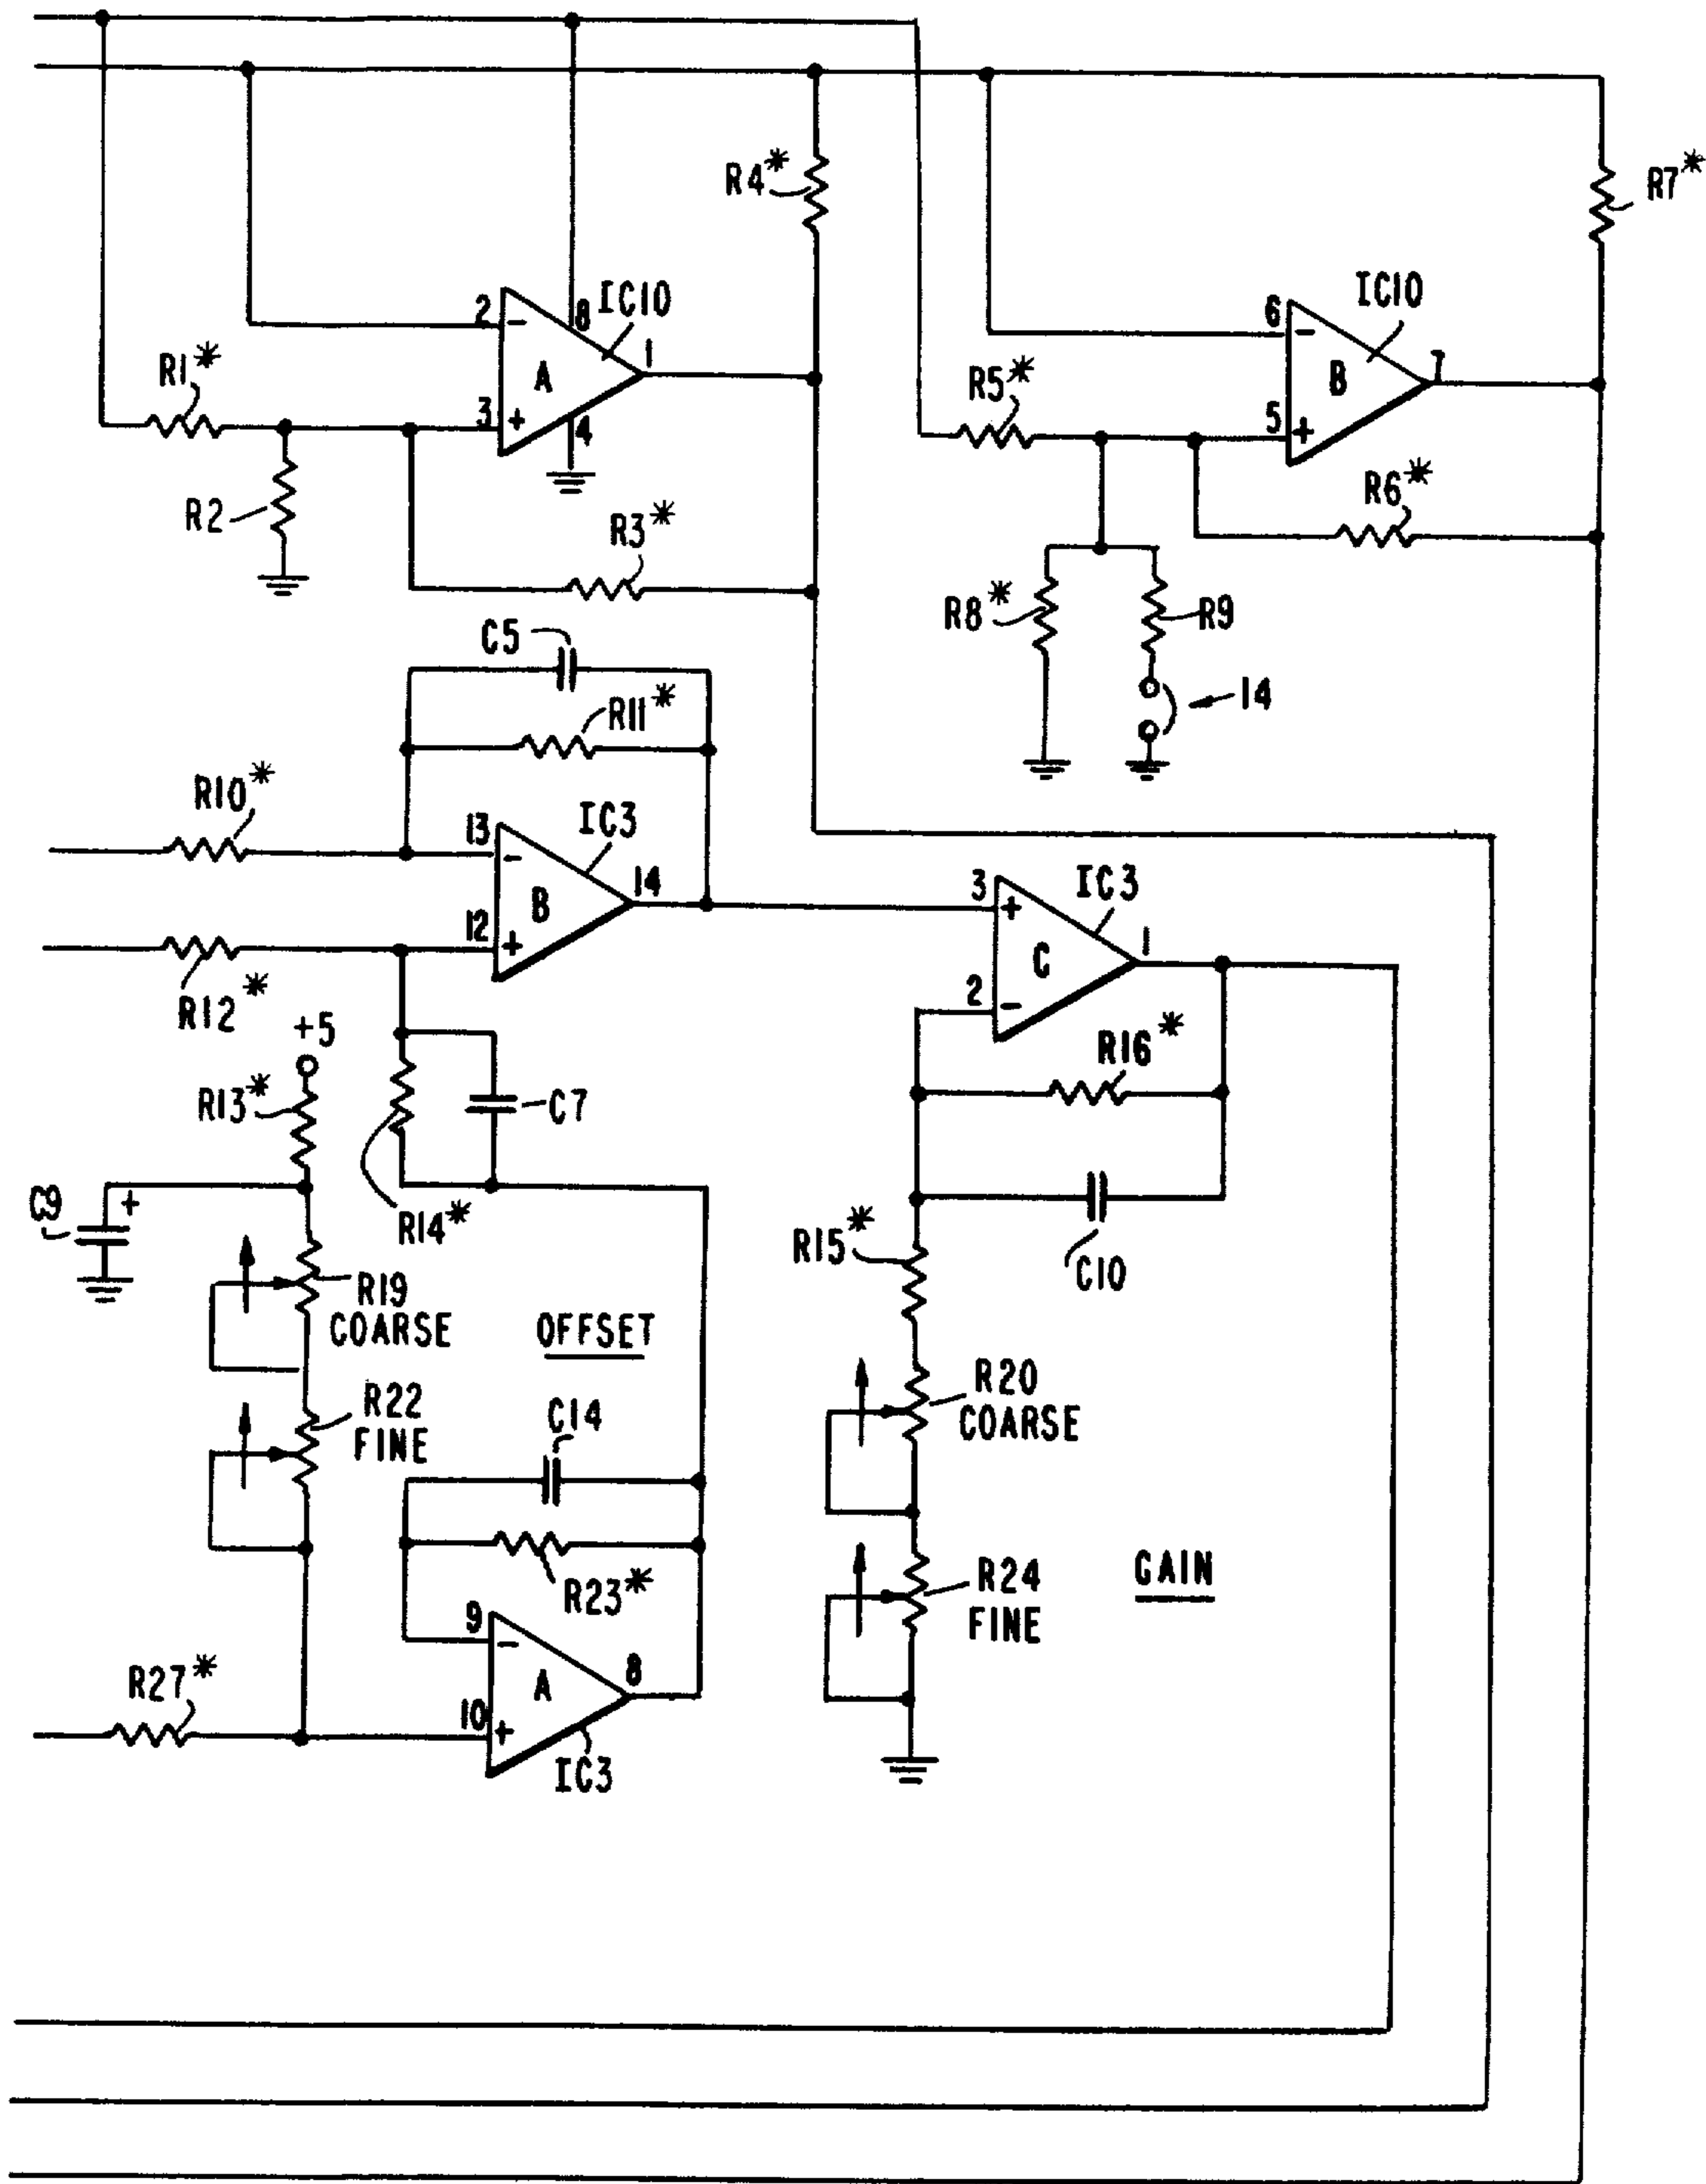 R4*
R7*
2
-
8
IC10
A
1
3
+
4
R1*
R2
R3*
6
-
IC10
B
7
5
+
R5*
R6*
R8*
R9
14
C5
R11*
R10*
13
-
IC3
B
14
12
+
R12*
3
+
IC3
C
1
2
-
R16*
+5
R13*
C7
C9
+
R14*
R15*
C10
R19
COARSE
OFFSET
R20
COARSE
R22
FINE
C14
R23*
R24
FINE
GAIN
9
-
A
8
10
+
IC3
R27*